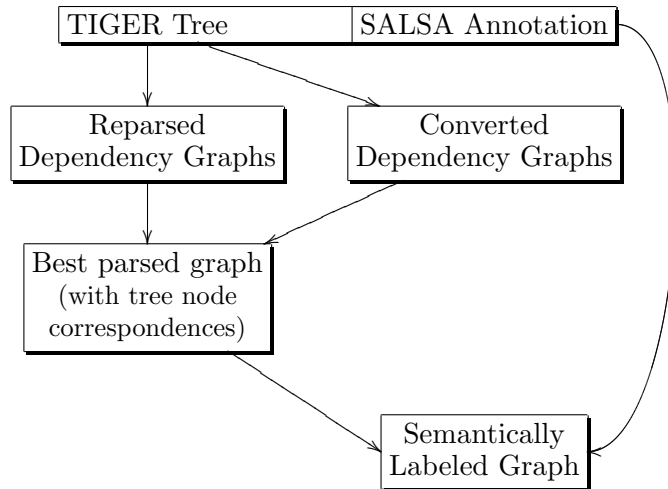 TIGER Tree
SALSA Annotation
Reparsed
Dependency Graphs
Converted
Dependency Graphs
Best parsed graph
(with tree node
correspondences)
Semantically
Labeled Graph